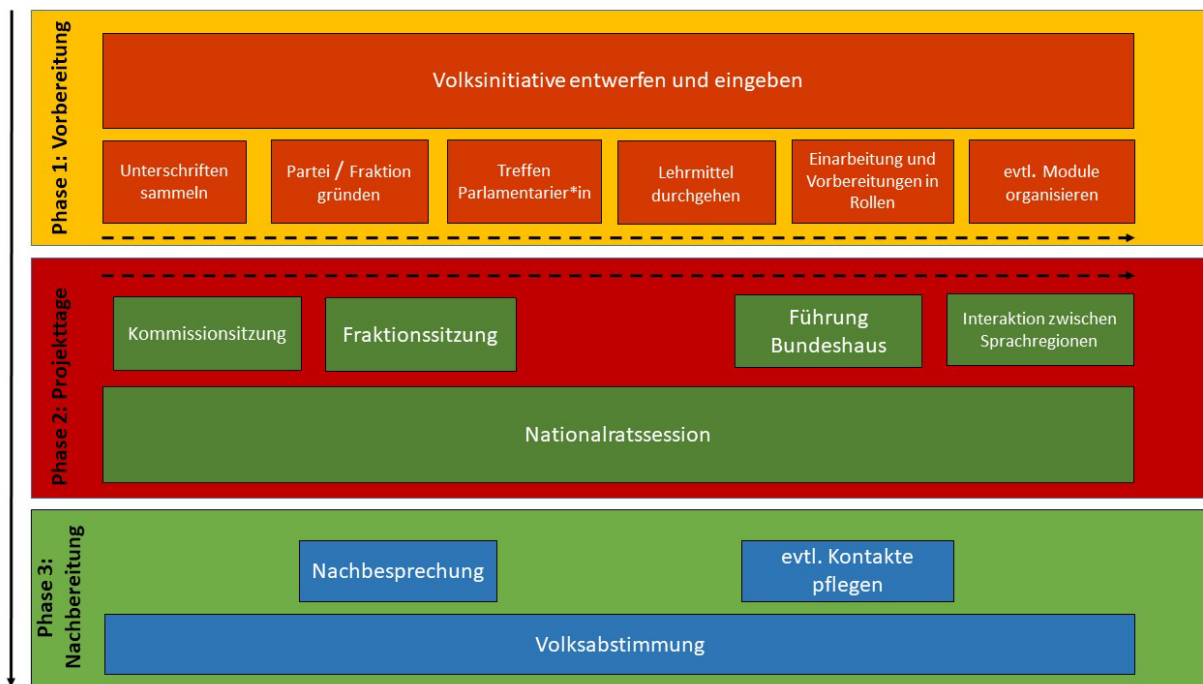 Phase 1: Vorbereitung
Volksinitiative entwerfen und eingeben
Unterschriften
sammeln
Partei / Fraktion
gründen
Treffen
Parlamentarier*in
Lehrmittel
durchgehen
Einarbeitung und
Vorbereitungen in
Rollen
evtl. Module
organisieren
Phase 2: Projekttage
Kommissionsitzung
Fraktionssitzung
Führung
Bundeshaus
Interaktion zwischen
Sprachregionen
Nationalratssession
Phase 3:
Nachbereitung
Nachbesprechung
evtl. Kontakte
pflegen
Volksabstimmung